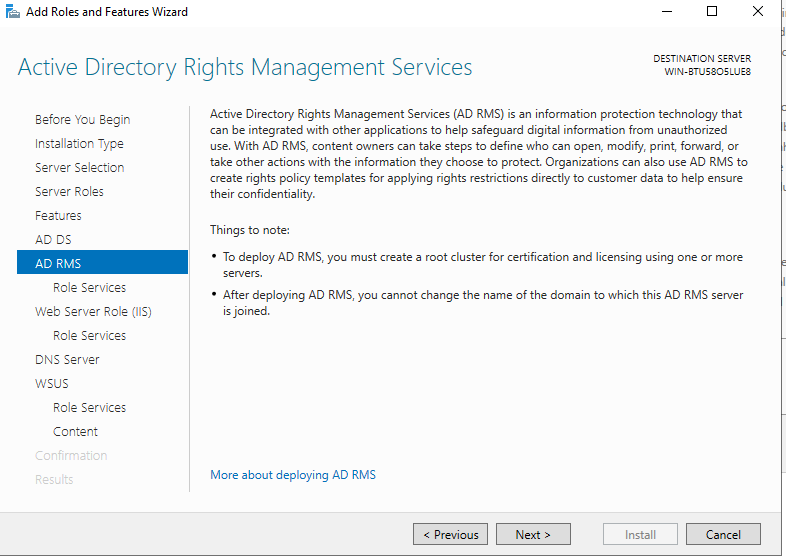 Add Roles and Features Wizard
Active Directory Rights Management Services
DESTINATION SERVER
WIN-BTU58O5LUE8
Before You Begin
Installation Type
Server Selection
Server Roles
Features
AD DS
AD RMS
Role Services
Web Server Role (IIS)
Role Services
DNS Server
WSUS
Role Services
Content
Confirmation
Results
Active Directory Rights Management Services (AD RMS) is an information protection technology that
can be integrated with other applications to help safeguard digital information from unauthorized
use. With AD RMS, content owners can take steps to define who can open, modify, print, forward, or
take other actions with the information they choose to protect. Organizations can also use AD RMS to
create rights policy templates for applying rights restrictions directly to customer data to help ensure
their confidentiality.
Things to note:
• To deploy AD RMS, you must create a root cluster for certification and licensing using one or more
servers.
• After deploying AD RMS, you cannot change the name of the domain to which this AD RMS server
is joined.
More about deploying AD RMS
< Previous
Next >
Install
Cancel